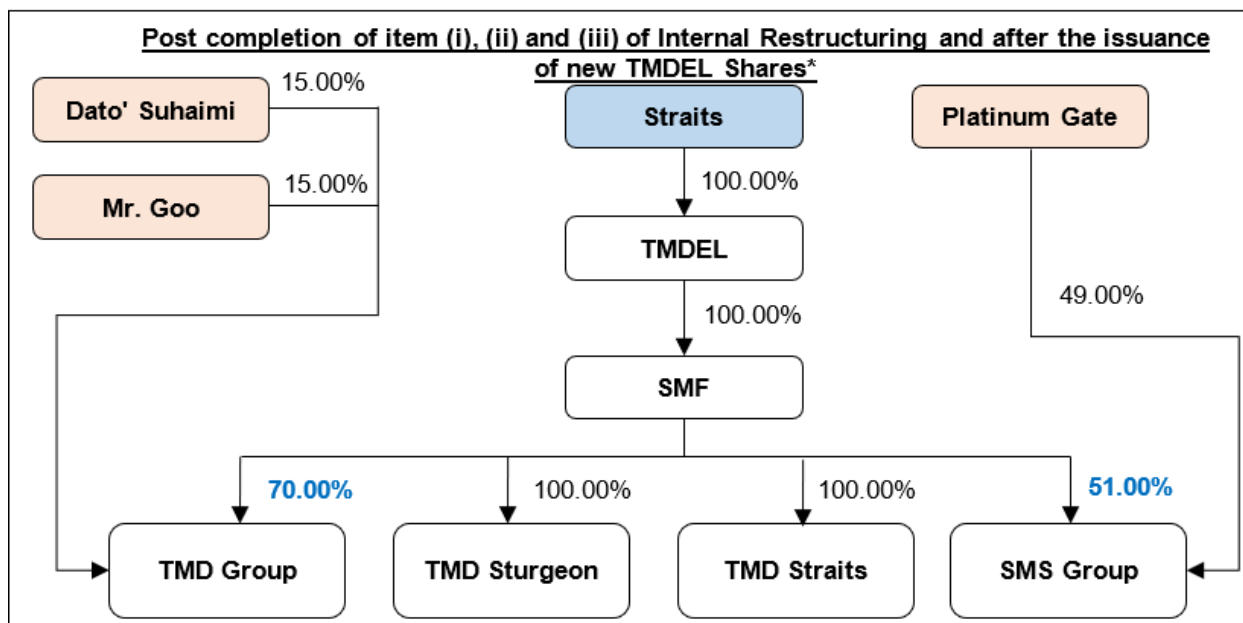 Post completion of item (i), (ii) and (iii) of Internal Restructuring and after the issuance
of new TMDEL Shares*
15.00%
Dato' Suhaimi
Straits
Platinum Gate
15.00%
100.00%
Mr. Goo
TMDEL
49.00%
100.00%
SMF
70.00%
100.00%
100.00%
51.00%
TMD Group
TMD Sturgeon
TMD Straits
SMS Group